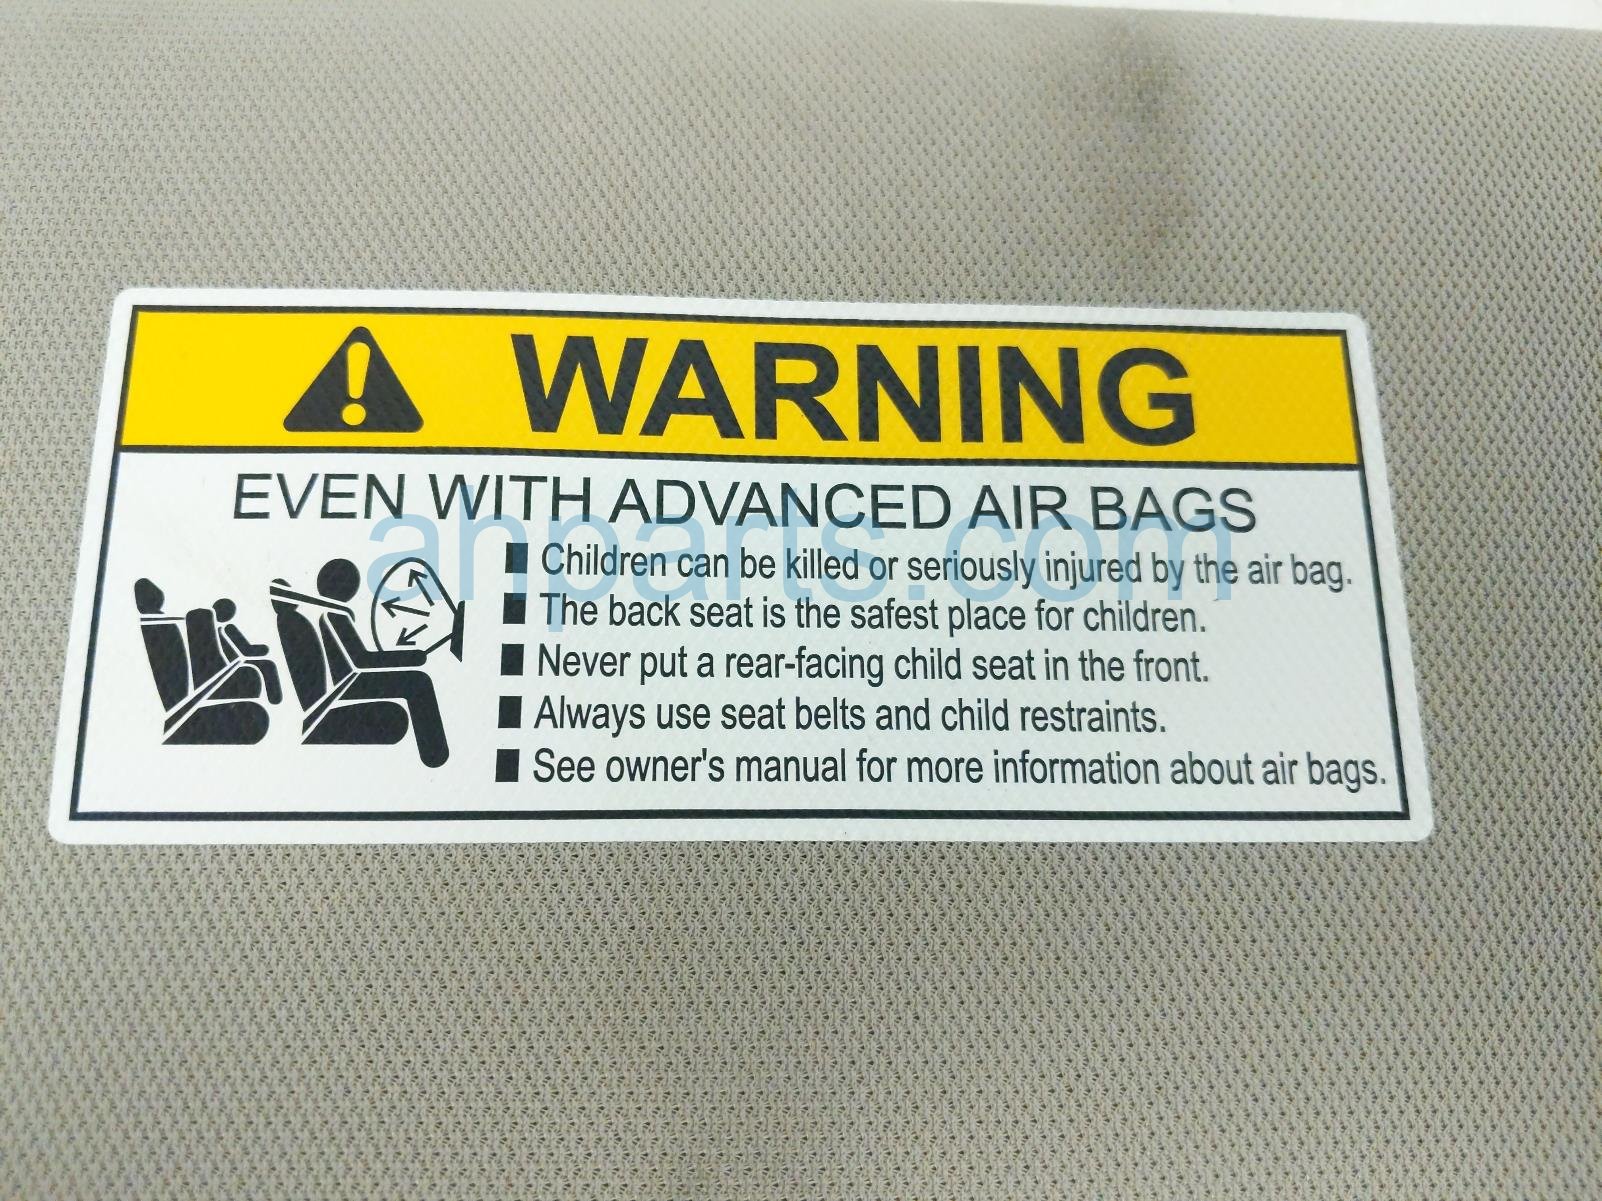 WARNING
EVEN WITH ADVANCED AIR BAGS
■ Children can be killed or seriously injured by the air bag.
■ The back seat is the safest place for children.
■ Never put a rear-facing child seat in the front.
■ Always use seat belts and child restraints.
■ See owner's manual for more information about air bags.
ahparts.com